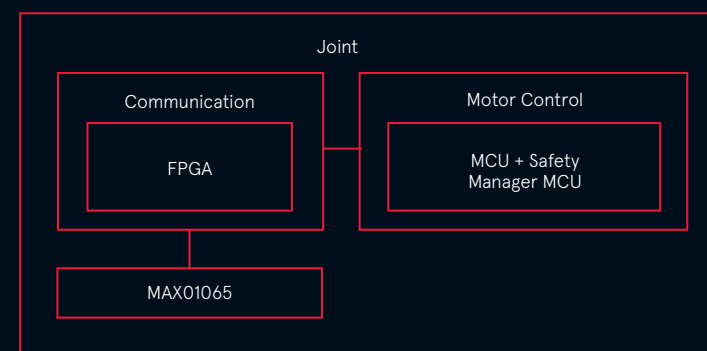 Joint
Communication
Motor Control
FPGA
MCU + Safety
Manager MCU
MAX01065